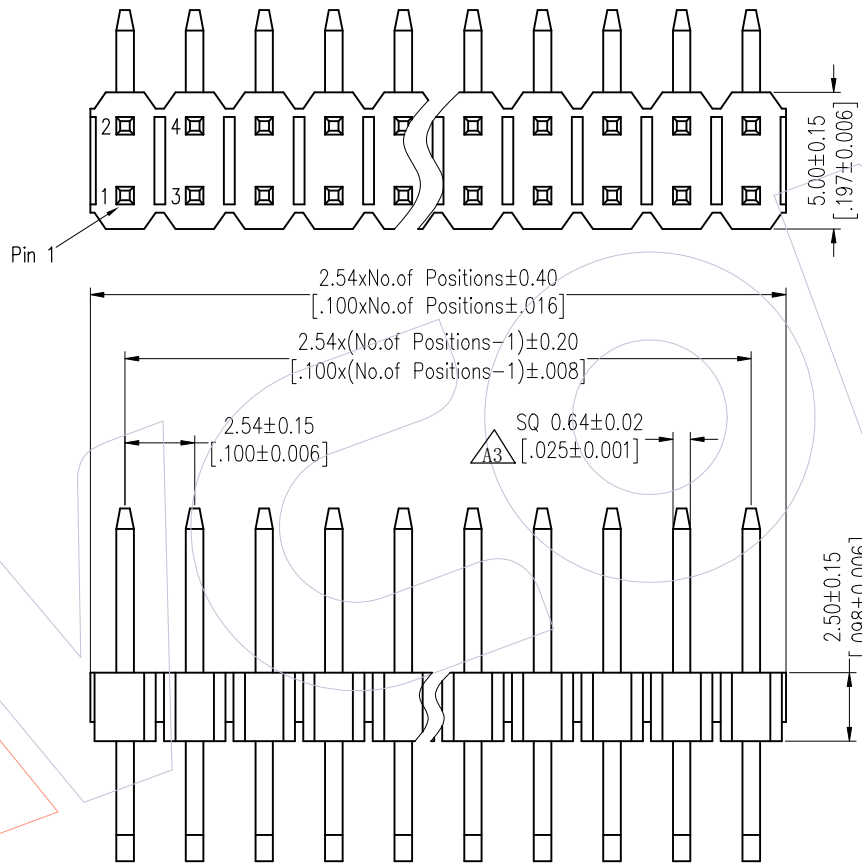 2
4
1
3
Pin 1
5.00±0.15
[.197±0.006]
2.54xNo.of Positions±0.40
[.100xNo.of Positions±.016]
2.54x(No.of Positions-1)±0.20
[.100x(No.of Positions-1)±.008]
2.54±0.15
[.100±0.006]
A3
SQ 0.64±0.02
[.025±0.001]
2.50±0.15
[.098±0.006]